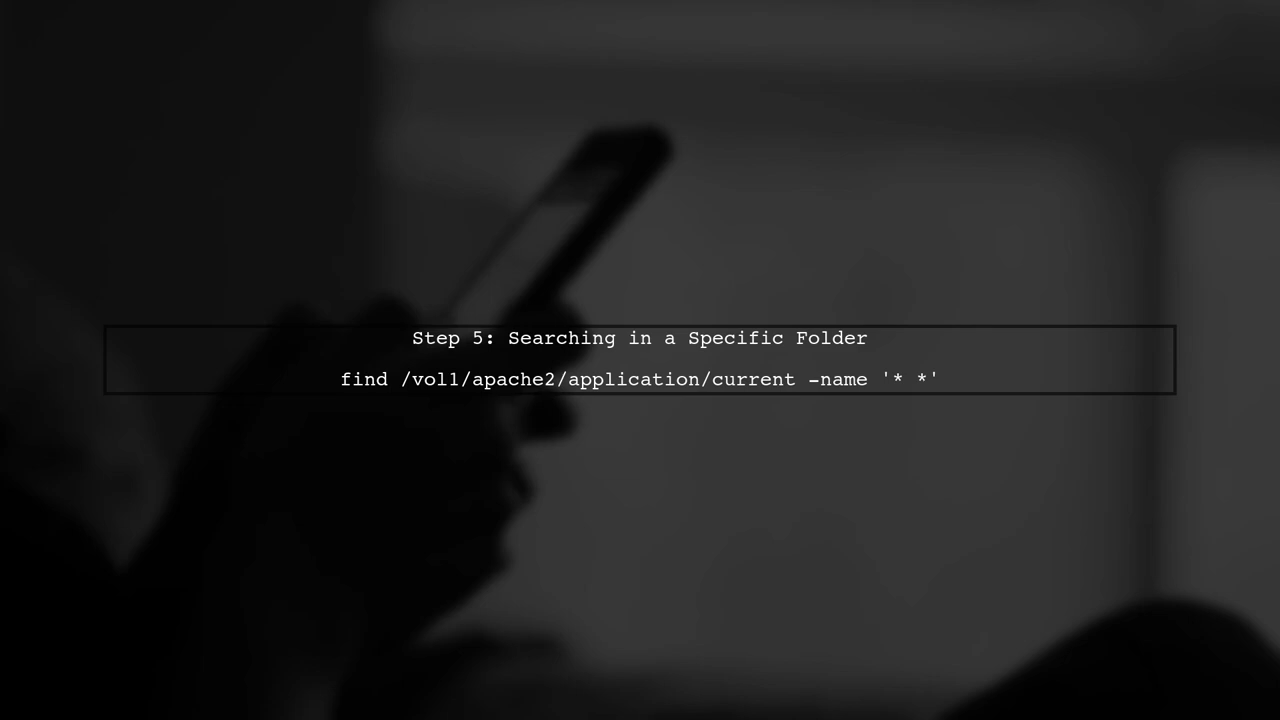 Step 5: Searching in a Specific Folder
find /vol1/apache2/application/current -name '* *'